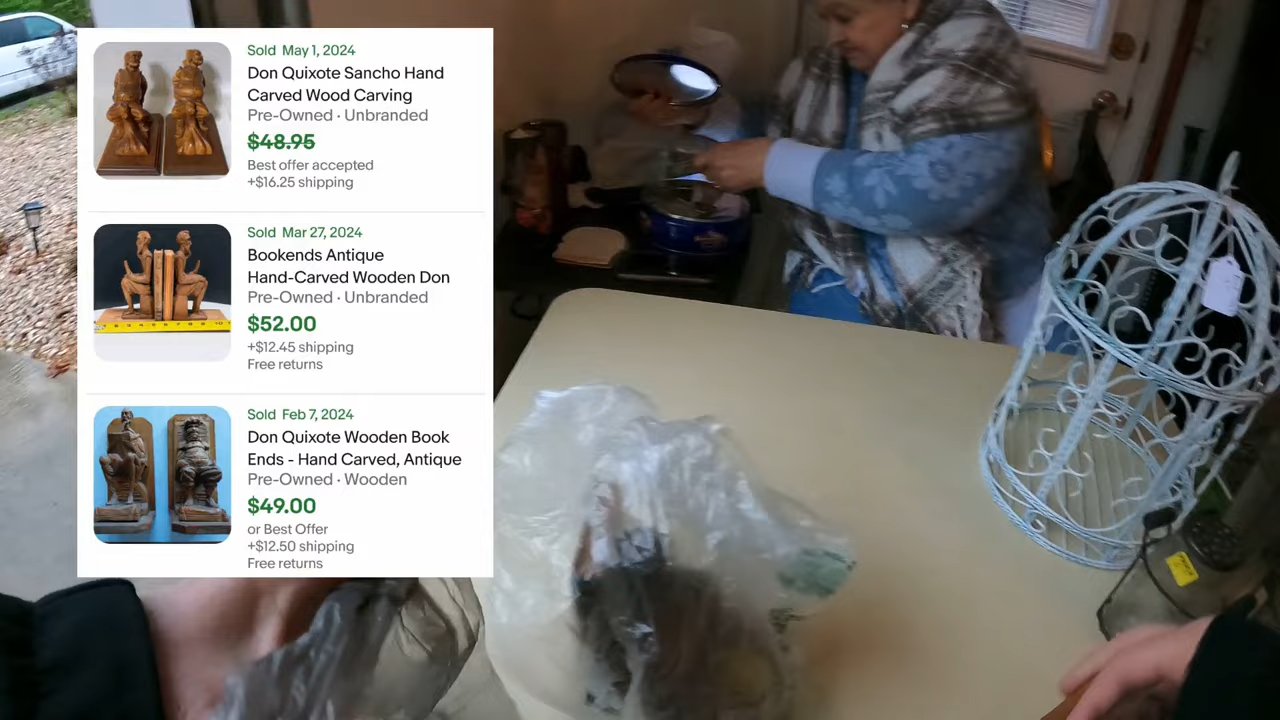 Sold May 1, 2024
Don Quixote Sancho Hand
Carved Wood Carving
Pre-Owned · Unbranded
$48.95
Best offer accepted
+$16.25 shipping
Sold Mar 27, 2024
Bookends Antique
Hand-Carved Wooden Don
Pre-Owned · Unbranded
$52.00
+$12.45 shipping
Free returns
Sold Feb 7, 2024
Don Quixote Wooden Book
Ends - Hand Carved, Antique
Pre-Owned · Wooden
$49.00
or Best Offer
+$12.50 shipping
Free returns